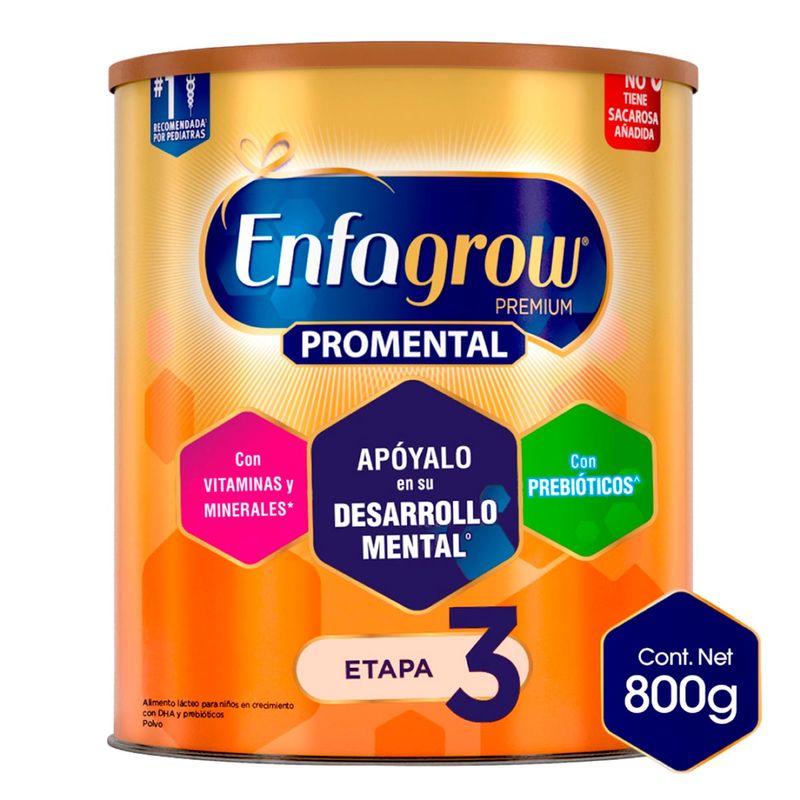 #1
RECOMENDADA
POR PEDIATRAS
NO
TIENE
SACAROSA
AÑADIDA
Enfagrow®
PREMIUM
PROMENTAL
Con
VITAMINAS y
MINERALES*
APÓYALO
en su
DESARROLLO
MENTAL°
Con
PREBIÓTICOS^
ETAPA 3
Alimento lácteo para niños en crecimiento
con DHA y prebióticos
Polvo
Cont. Net
800g